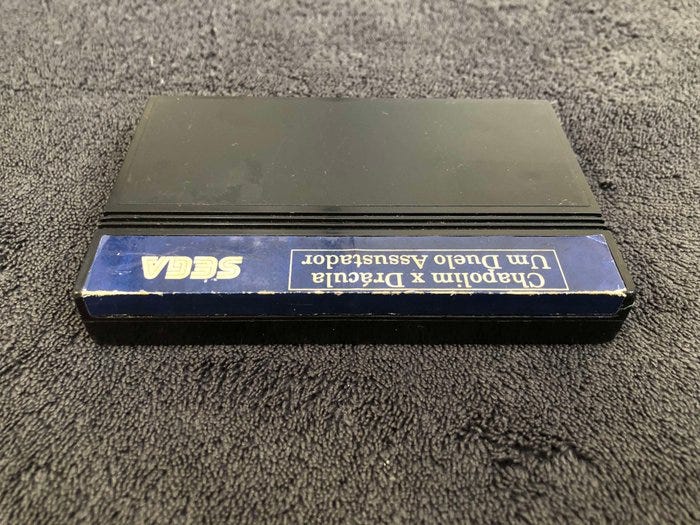 Chapolim x Drácula
Um Duelo Assustador
SEGA